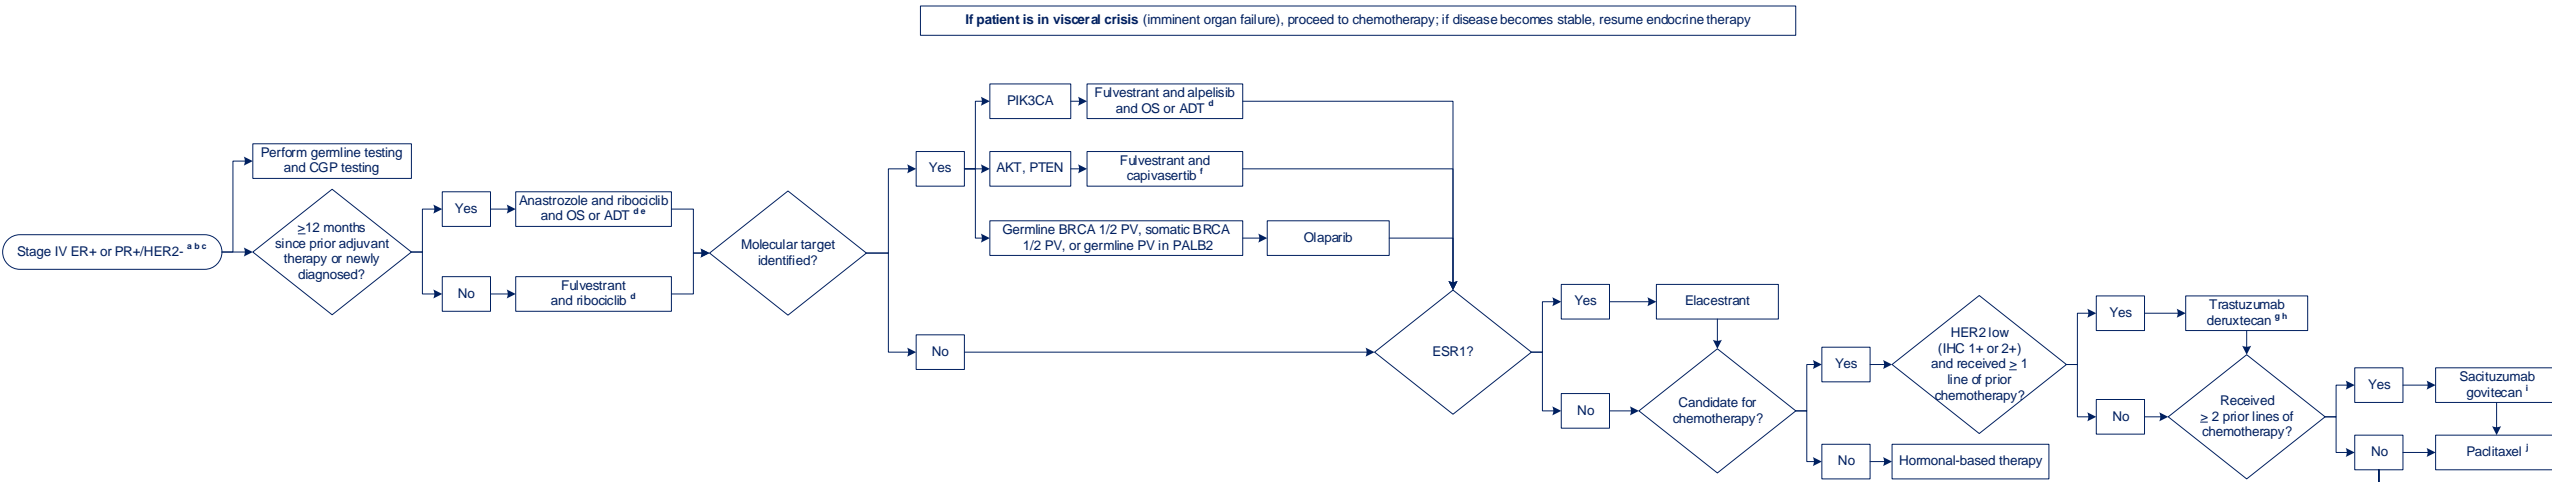 If patient is in visceral crisis (imminent organ failure), proceed to chemotherapy; if disease becomes stable, resume endocrine therapy
Stage IV ER+ or PR+/HER2- a b c
Perform germline testing
and CGP testing
≥12 months
since prior adjuvant
therapy or newly
diagnosed?
Yes
Anastrozole and ribociclib
and OS or ADT d e
No
Fulvestrant
and ribociclib d
Molecular target
identified?
Yes
PIK3CA
Fulvestrant and alpelisib
and OS or ADT d
AKT, PTEN
Fulvestrant and
capivasertib f
Germline BRCA 1/2 PV, somatic BRCA
1/2 PV, or germline PV in PALB2
Olaparib
No
ESR1?
Yes
Elacestrant
No
Candidate for
chemotherapy?
Yes
HER2 low
(IHC 1+ or 2+)
and received ≥ 1
line of prior
chemotherapy?
No
Hormonal-based therapy
Yes
Trastuzumab
deruxtecan g h
No
Received
≥ 2 prior lines of
chemotherapy?
Yes
Sacituzumab
govitecan i
No
Paclitaxel j